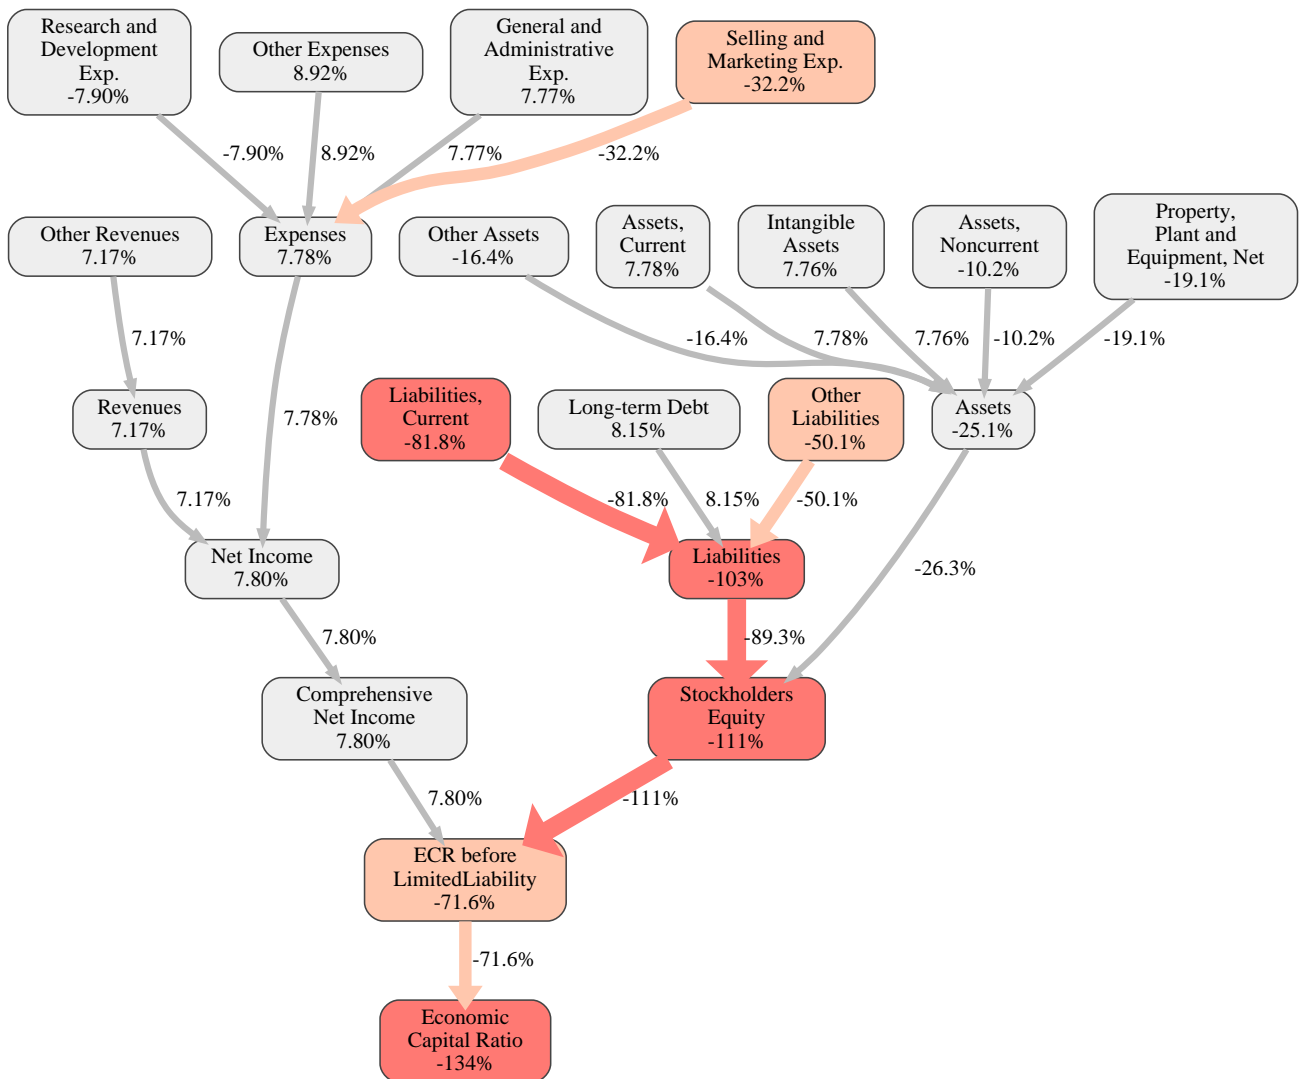 Research and
Development
Exp.
-7.90%
Other Expenses
8.92%
General and
Administrative
Exp.
7.77%
Selling and
Marketing Exp.
-32.2%
-7.90%
8.92%
7.77%
-32.2%
Other Revenues
7.17%
Expenses
7.78%
Other Assets
-16.4%
Assets,
Current
7.78%
Intangible
Assets
7.76%
Assets,
Noncurrent
-10.2%
Property,
Plant and
Equipment, Net
-19.1%
7.17%
-16.4%
7.78%
7.76%
-10.2%
-19.1%
Revenues
7.17%
7.78%
Liabilities,
Current
-81.8%
Long-term Debt
8.15%
Other
Liabilities
-50.1%
Assets
-25.1%
7.17%
-81.8%
8.15%
-50.1%
Net Income
7.80%
Liabilities
-103%
-26.3%
7.80%
-89.3%
Comprehensive
Net Income
7.80%
Stockholders
Equity
-111%
7.80%
-111%
ECR before
LimitedLiability
-71.6%
-71.6%
Economic
Capital Ratio
-134%